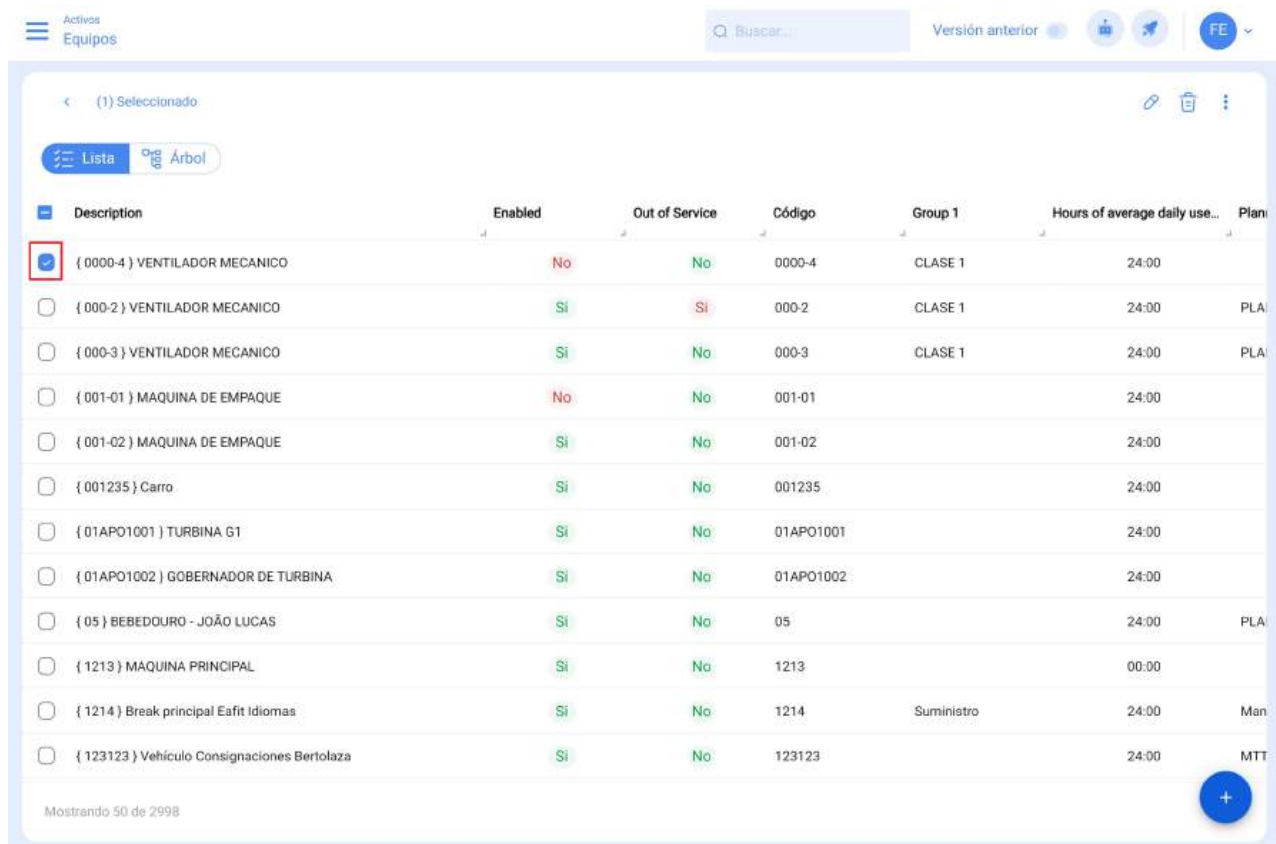 Activos
Equipos
Buscar...
Versión anterior
FE
(1) Seleccionado
Lista
Árbol
Description Enabled Out of Service Código Group 1 Hours of average daily use... Plan
{ 0000-4 } VENTILADOR MECANICO No No 0000-4 CLASE 1 24:00
{ 000-2 } VENTILADOR MECANICO Si Si 000-2 CLASE 1 24:00 PLA
{ 000-3 } VENTILADOR MECANICO Si No 000-3 CLASE 1 24:00 PLA
{ 001-01 } MAQUINA DE EMPAQUE No No 001-01 24:00
{ 001-02 } MAQUINA DE EMPAQUE Si No 001-02 24:00
{ 001235 } Carro Si No 001235 24:00
{ 01APO1001 } TURBINA G1 Si No 01APO1001 24:00
{ 01APO1002 } GOBERNADOR DE TURBINA Si No 01APO1002 24:00
{ 05 } BEBEDOURO - JOÃO LUCAS Si No 05 24:00 PLA
{ 1213 } MAQUINA PRINCIPAL Si No 1213 00:00
{ 1214 } Break principal Eafit Idiomas Si No 1214 Suministro 24:00 Man
{ 123123 } Vehículo Consignaciones Bertolaza Si No 123123 24:00 MTT
Mostrando 50 de 2998